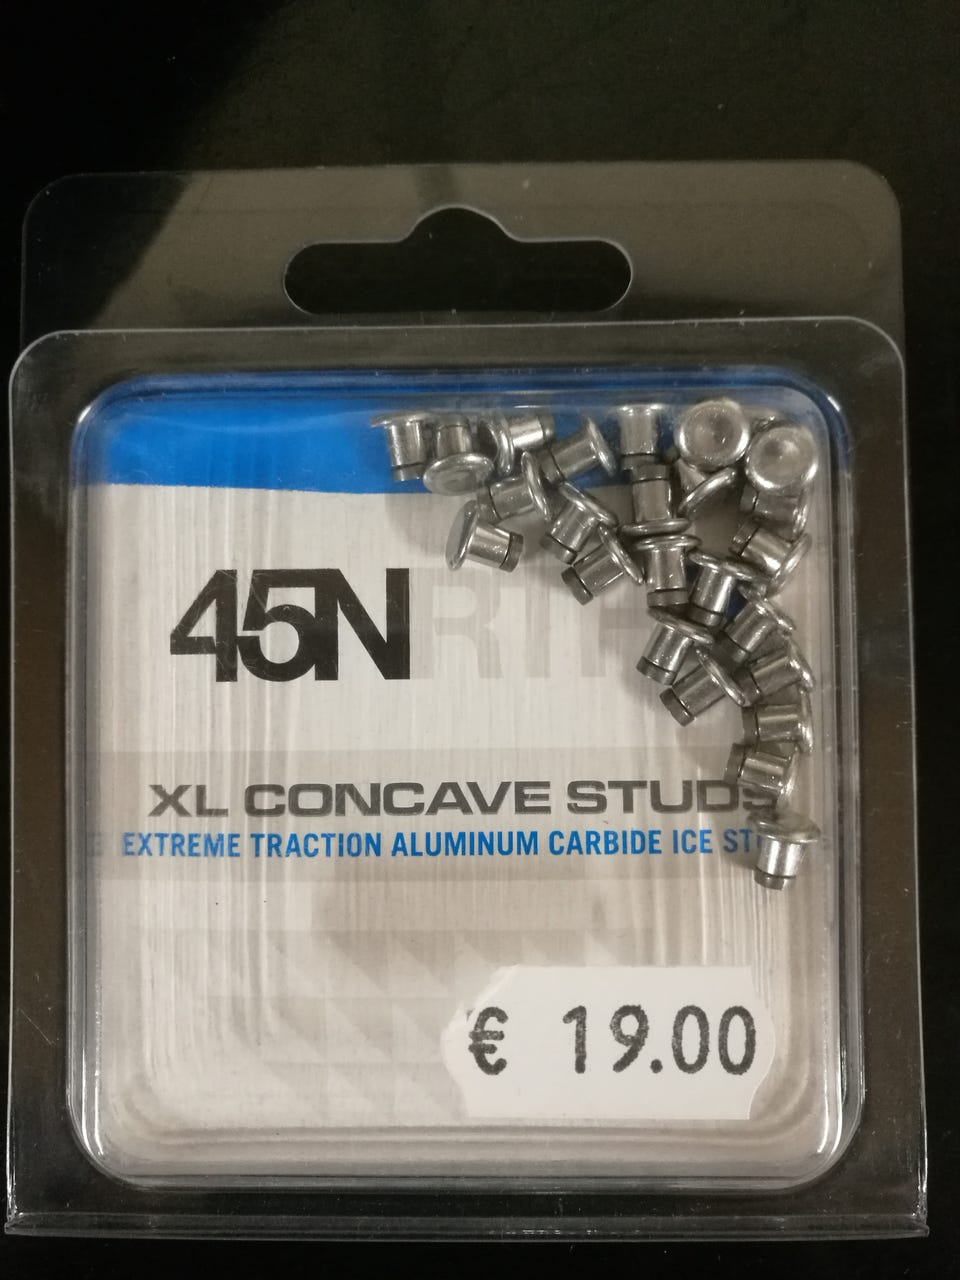 45N
XL CONCAVE STUDS
EXTREME TRACTION ALUMINUM CARBIDE ICE
€ 19.00